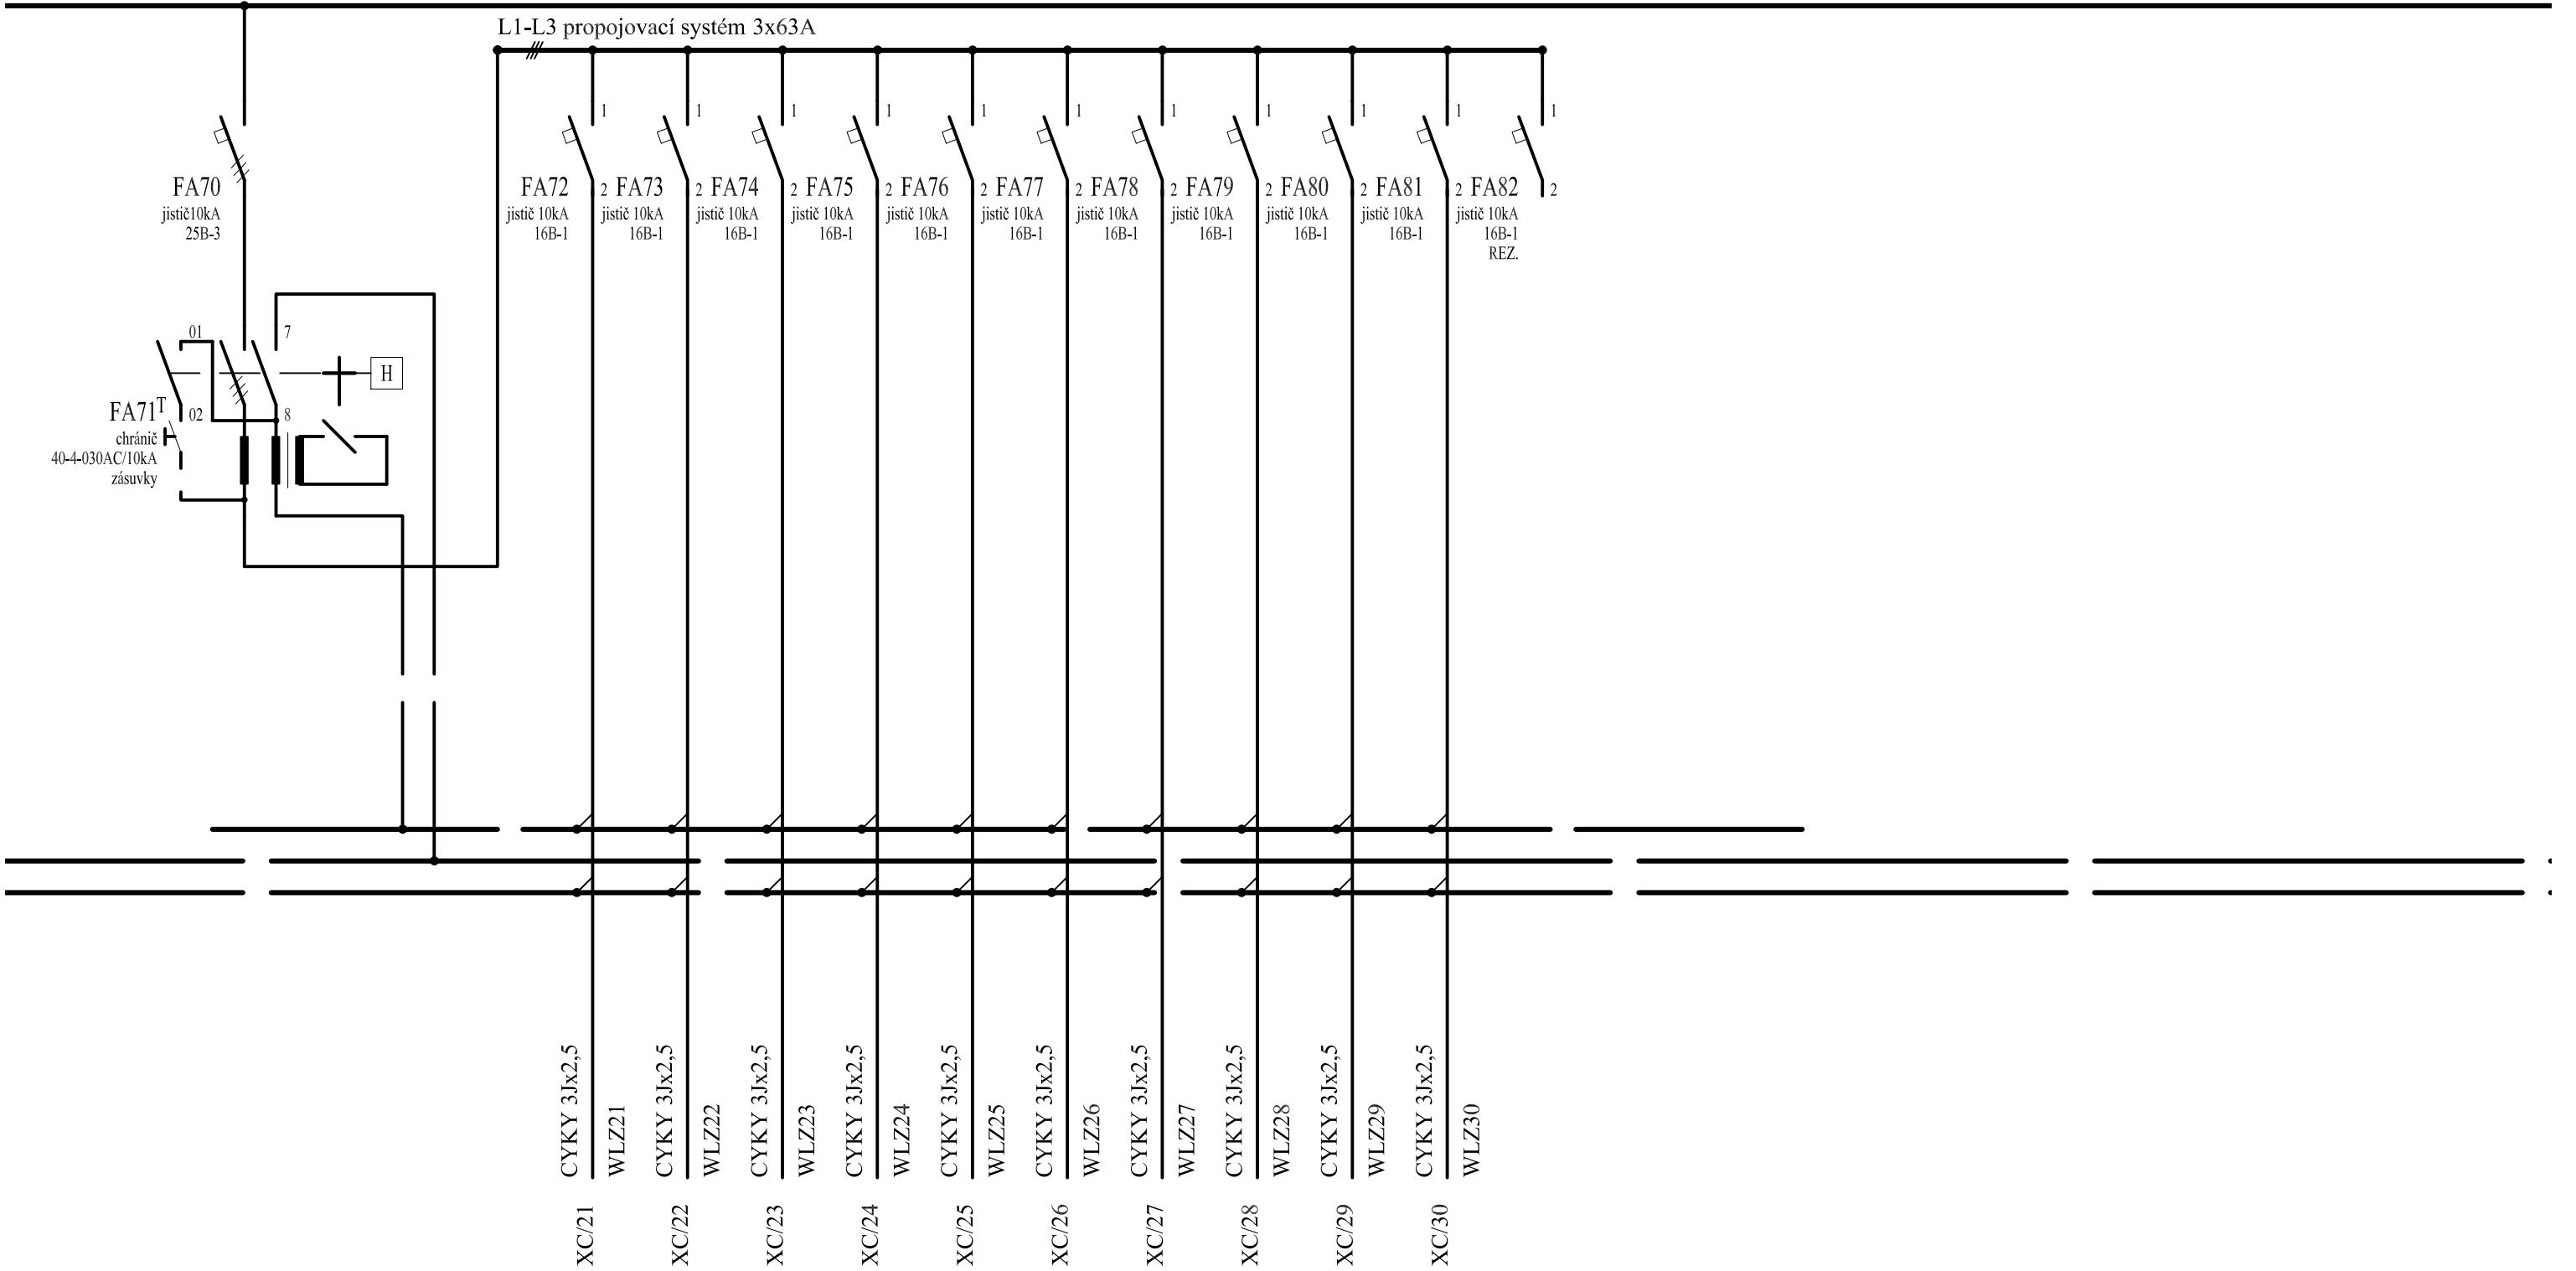 L1-L3 propojovací systém 3x63A
1 1 1 1 1 1 1 1 1 1 1
FA70
jistič10kA
25B-3
FA72
jistič 10kA
16B-1
2 FA73
jistič 10kA
16B-1
2 FA74
jistič 10kA
16B-1
2 FA75
jistič 10kA
16B-1
2 FA76
jistič 10kA
16B-1
2 FA77
jistič 10kA
16B-1
2 FA78
jistič 10kA
16B-1
2 FA79
jistič 10kA
16B-1
2 FA80
jistič 10kA
16B-1
2 FA81
jistič 10kA
16B-1
2 FA82
jistič 10kA
16B-1
REZ.
2
01
7
H
FA71
T
02
8
chránič
40-4-030AC/10kA
zásuvky
CYKY 3Jx2,5
WLZ21
CYKY 3Jx2,5
WLZ22
CYKY 3Jx2,5
WLZ23
CYKY 3Jx2,5
WLZ24
CYKY 3Jx2,5
WLZ25
CYKY 3Jx2,5
WLZ26
CYKY 3Jx2,5
WLZ27
CYKY 3Jx2,5
WLZ28
CYKY 3Jx2,5
WLZ29
CYKY 3Jx2,5
WLZ30
XC/21
XC/22
XC/23
XC/24
XC/25
XC/26
XC/27
XC/28
XC/29
XC/30